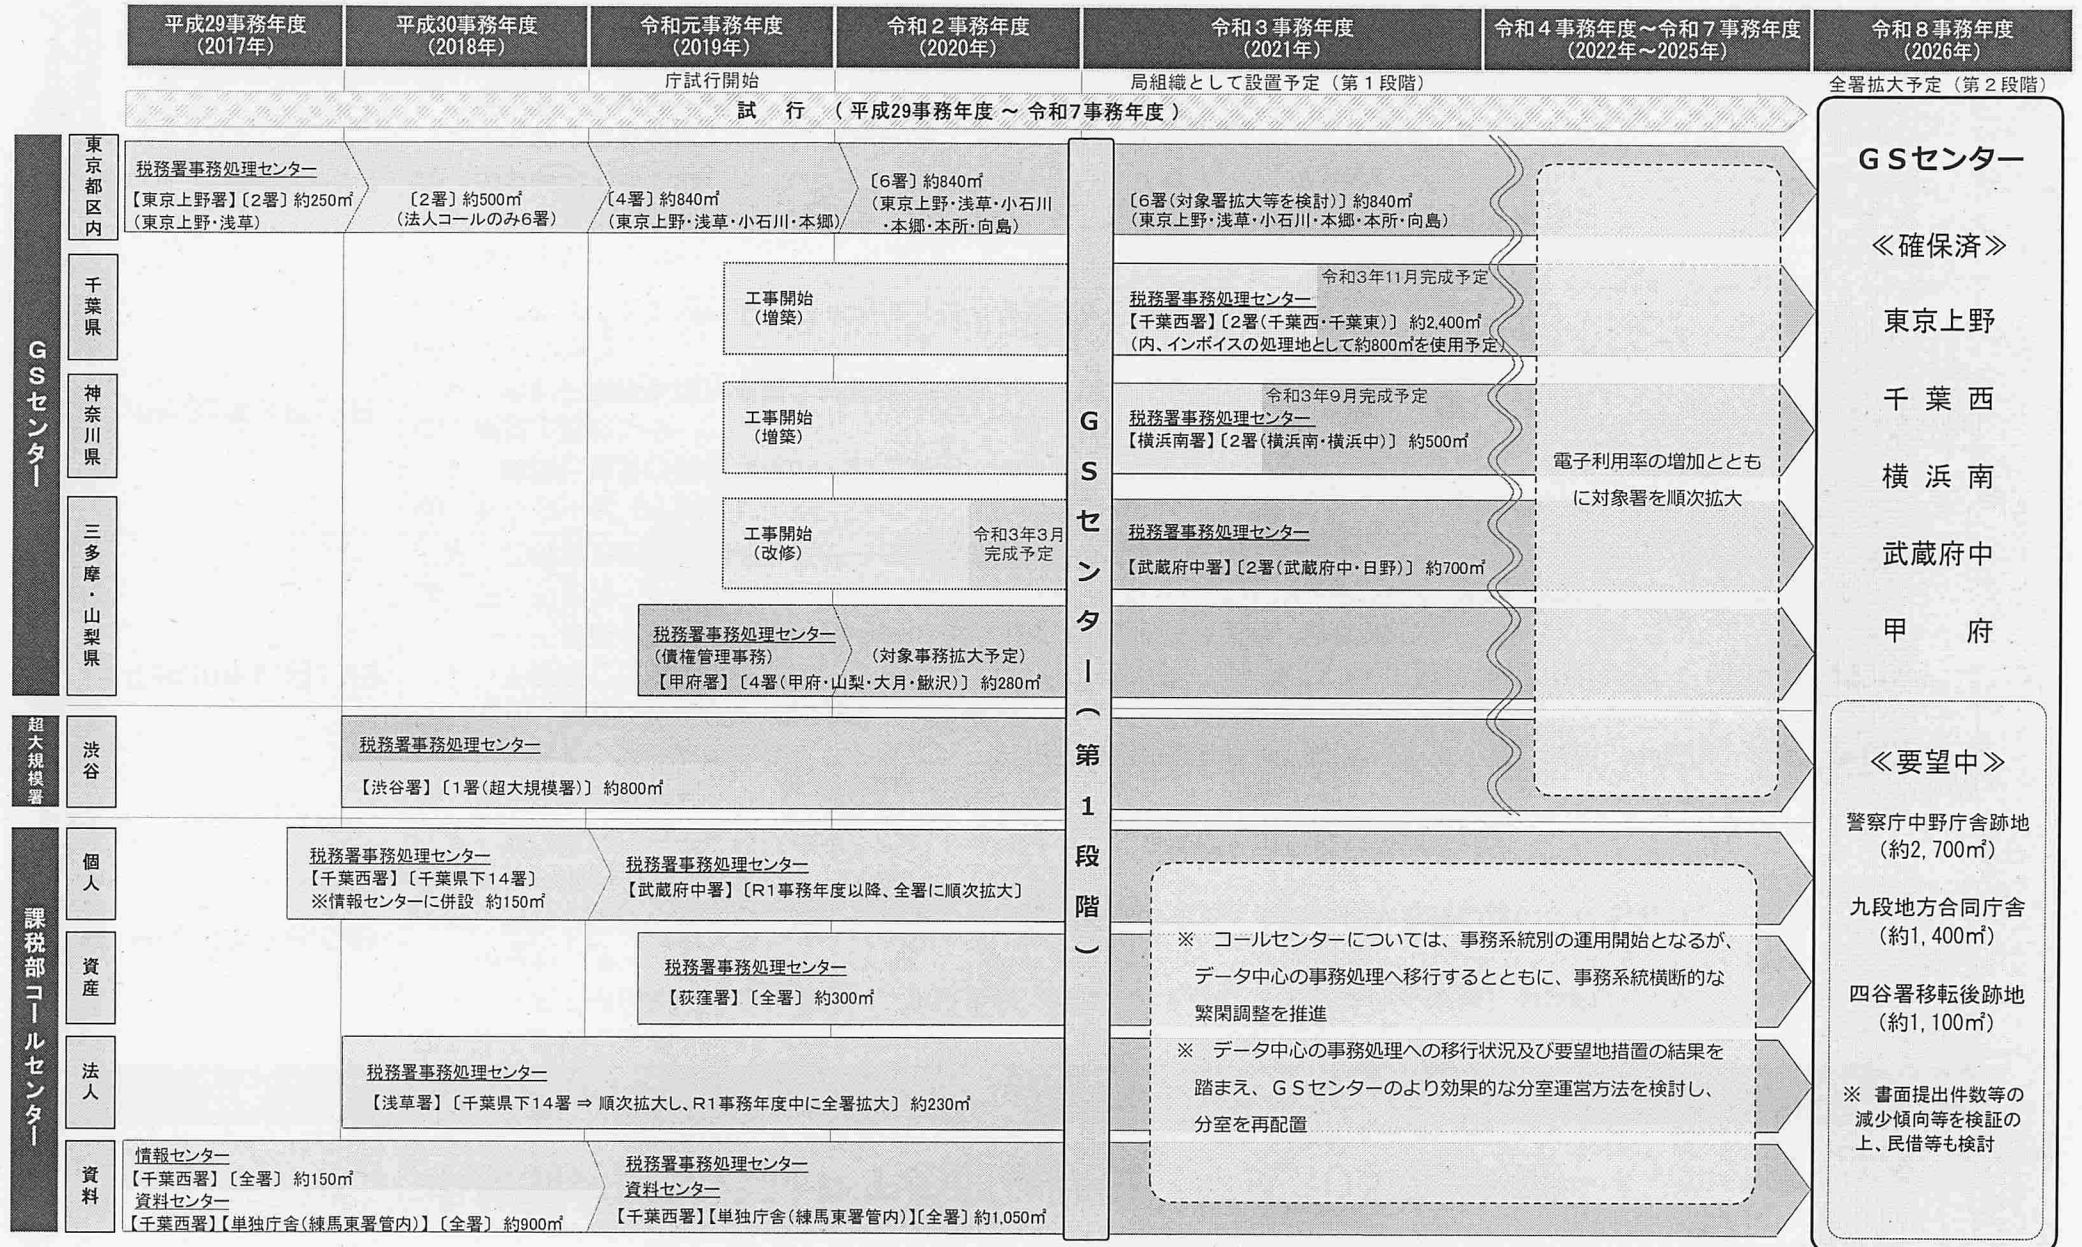 平成29事務年度
(2017年)
平成30事務年度
(2018年)
令和元事務年度
(2019年)
令和2事務年度
(2020年)
令和3事務年度
(2021年)
令和4事務年度～令和7事務年度
(2022年～2025年)
令和8事務年度
(2026年)
庁試行開始
局組織として設置予定（第1段階）
全署拡大予定（第2段階）
試　行　（平成29事務年度 ～ 令和7事務年度）
GSセンター
東京都区内
税務署事務処理センター
【東京上野署】〔2署〕約250㎡
(東京上野・浅草)
〔2署〕約500㎡
(法人コールのみ6署)
〔4署〕約840㎡
(東京上野・浅草・小石川・本郷)
〔6署〕約840㎡
(東京上野・浅草・小石川
・本郷・本所・向島)
〔6署(対象署拡大等を検討)〕約840㎡
(東京上野・浅草・小石川・本郷・本所・向島)
千葉県
工事開始
(増築)
令和3年11月完成予定
税務署事務処理センター
【千葉西署】〔2署(千葉西・千葉東)〕 約2,400㎡
(内、インボイスの処理地として約800㎡を使用予定)
神奈川県
工事開始
(増築)
令和3年9月完成予定
税務署事務処理センター
【横浜南署】〔2署(横浜南・横浜中)〕 約500㎡
三多摩・山梨県
工事開始
(改修)
令和3年3月
完成予定
税務署事務処理センター
【武蔵府中署】〔2署(武蔵府中・日野)〕 約700㎡
税務署事務処理センター
(債権管理事務)
(対象事務拡大予定)
【甲府署】〔4署(甲府・山梨・大月・鰍沢)〕 約280㎡
GSセンター（第1段階）
電子利用率の増加ととも
に対象署を順次拡大
超大規模署
渋谷
税務署事務処理センター
【渋谷署】〔1署(超大規模署)〕 約800㎡
課税部コールセンター
個人
税務署事務処理センター
【千葉西署】〔千葉県下14署〕
※情報センターに併設 約150㎡
税務署事務処理センター
【武蔵府中署】〔R1事務年度以降、全署に順次拡大〕
資産
税務署事務処理センター
【荻窪署】〔全署〕 約300㎡
法人
税務署事務処理センター
【浅草署】〔千葉県下14署 ⇒ 順次拡大し、R1事務年度中に全署拡大〕 約230㎡
資料
情報センター
【千葉西署】〔全署〕 約150㎡
資料センター
【千葉西署】【単独庁舎(練馬東署管内)】〔全署〕 約900㎡
税務署事務処理センター
資料センター
【千葉西署】【単独庁舎(練馬東署管内)】〔全署〕約1,050㎡
※　コールセンターについては、事務系統別の運用開始となるが、
データ中心の事務処理へ移行するとともに、事務系統横断的な
繁閑調整を推進
※　データ中心の事務処理への移行状況及び要望地措置の結果を
踏まえ、GSセンターのより効果的な分室運営方法を検討し、
分室を再配置
GSセンター
≪確保済≫
東京上野
千葉西
横浜南
武蔵府中
甲府
≪要望中≫
警察庁中野庁舎跡地
(約2,700㎡)
九段地方合同庁舎
(約1,400㎡)
四谷署移転後跡地
(約1,100㎡)
※ 書面提出件数等の
減少傾向等を検証の
上、民借等も検討